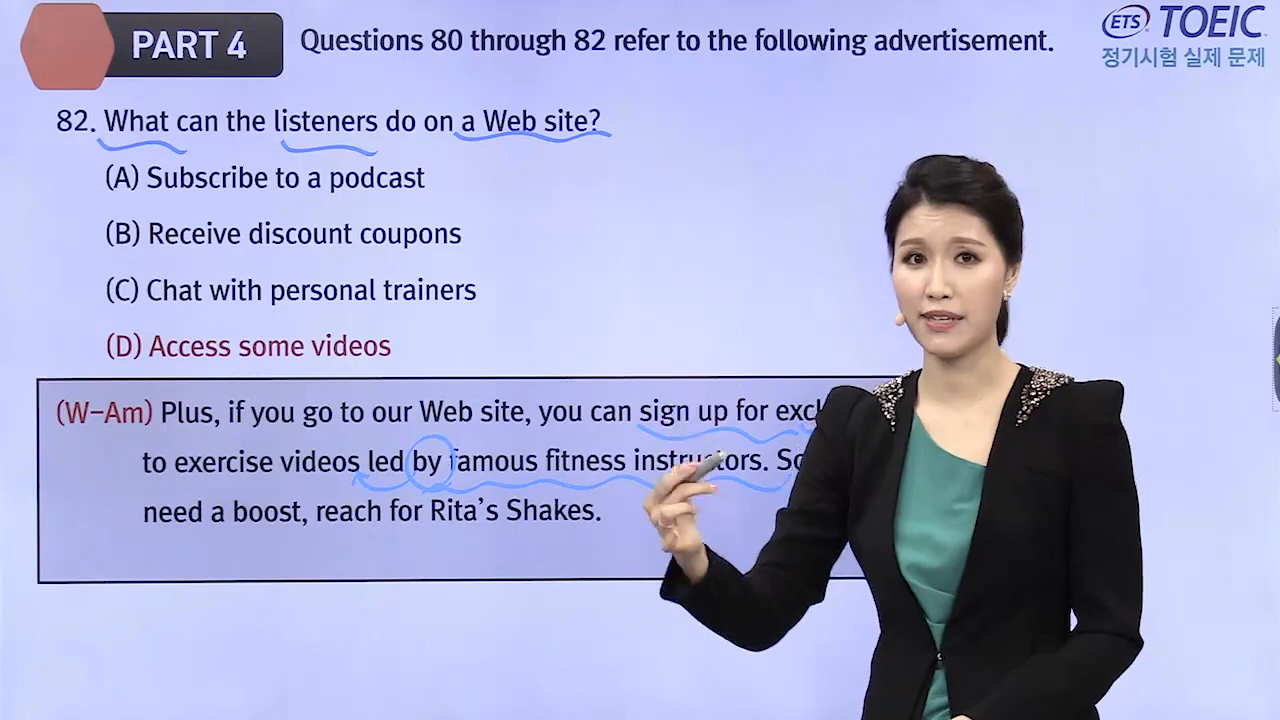 PART 4
Questions 80 through 82 refer to the following advertisement.
ETS TOEIC
정기시험 실제 문제
82. What can the listeners do on a Web site?
(A) Subscribe to a podcast
(B) Receive discount coupons
(C) Chat with personal trainers
(D) Access some videos
(W-Am) Plus, if you go to our Web site, you can sign up for
to exercise videos led by famous fitness instructors.
need a boost, reach for Rita's Shakes.